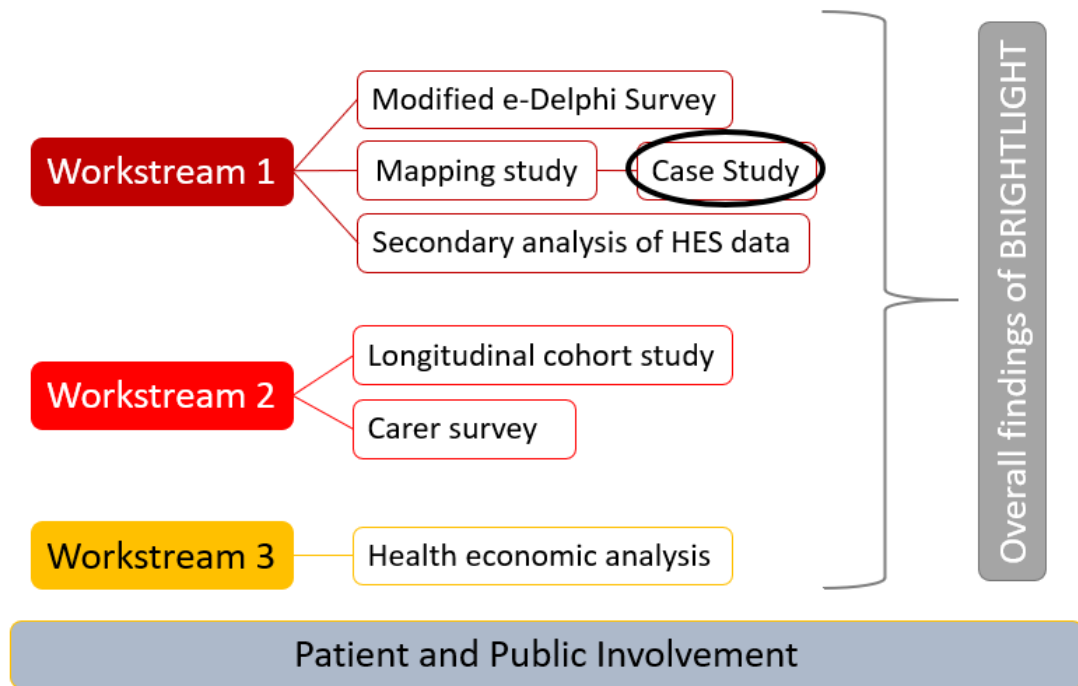 Workstream 1
Modified e-Delphi Survey
Mapping study
Case Study
Secondary analysis of HES data
Workstream 2
Longitudinal cohort study
Carer survey
Workstream 3
Health economic analysis
Overall findings of BRIGHTLIGHT
Patient and Public Involvement